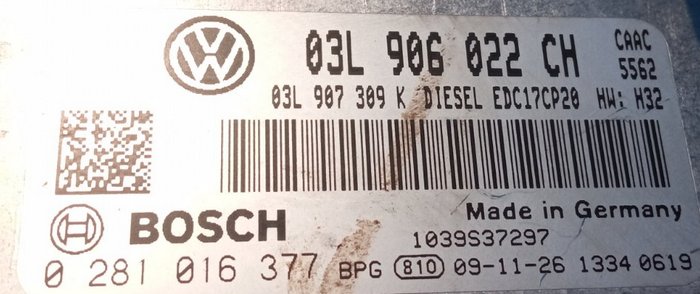 03L 906 022 CH CAAC
5562
03L 907 309 K DIESEL EDC17CP20 HW: H32
BOSCH Made in Germany
1039S37297
0 281 016 377 BPG 810 09-11-26 1334 0619